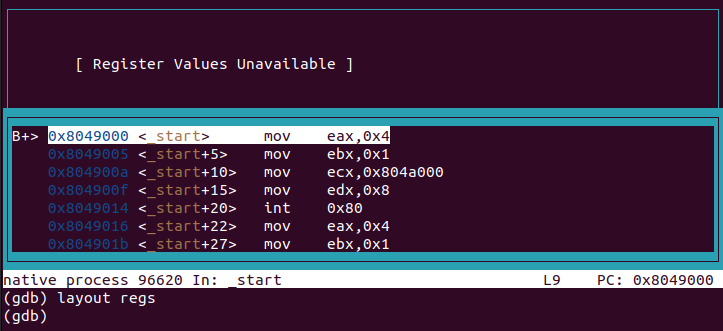 [ Register Values Unavailable ]
B+> 0x8049000 <_start> mov eax,0x4
0x8049005 <_start+5> mov ebx,0x1
0x804900a <_start+10> mov ecx,0x804a000
0x804900f <_start+15> mov edx,0x8
0x8049014 <_start+20> int 0x80
0x8049016 <_start+22> mov eax,0x4
0x804901b <_start+27> mov ebx,0x1
native process 96620 In: _start L9 PC: 0x8049000
(gdb) layout regs
(gdb)